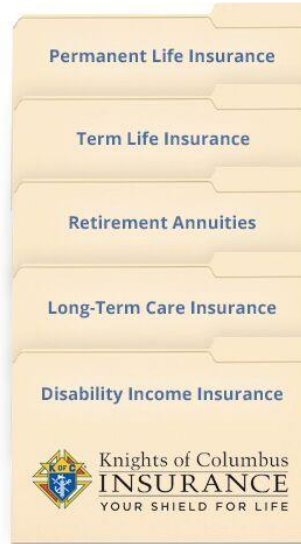 Permanent Life Insurance
Term Life Insurance
Retirement Annuities
Long-Term Care Insurance
Disability Income Insurance
K OF C
Knights of Columbus
INSURANCE
YOUR SHIELD FOR LIFE